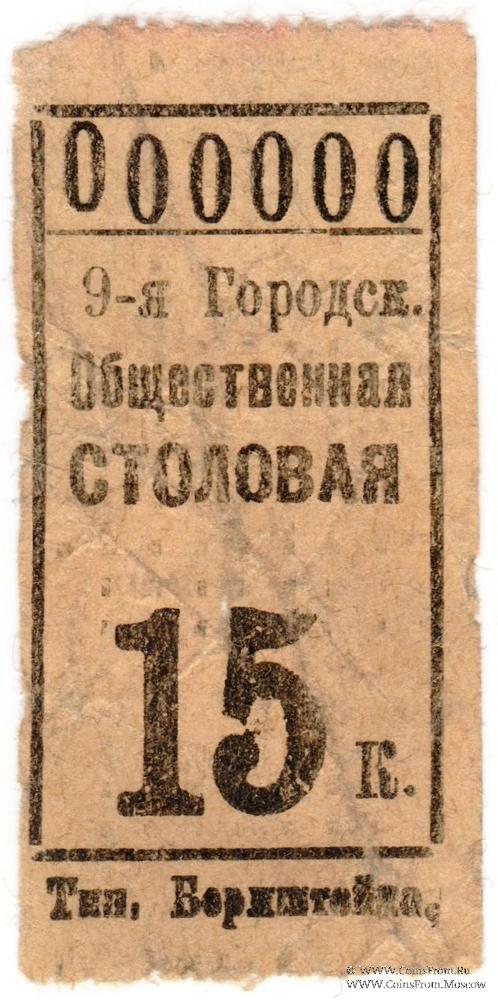 000000
9-я Городск.
Общественная
СТОЛОВАЯ
15 К.
Тип. Бернштейна.
© WWW.CoinsFrom.Ru
WWW.CoinsFrom.Moscow